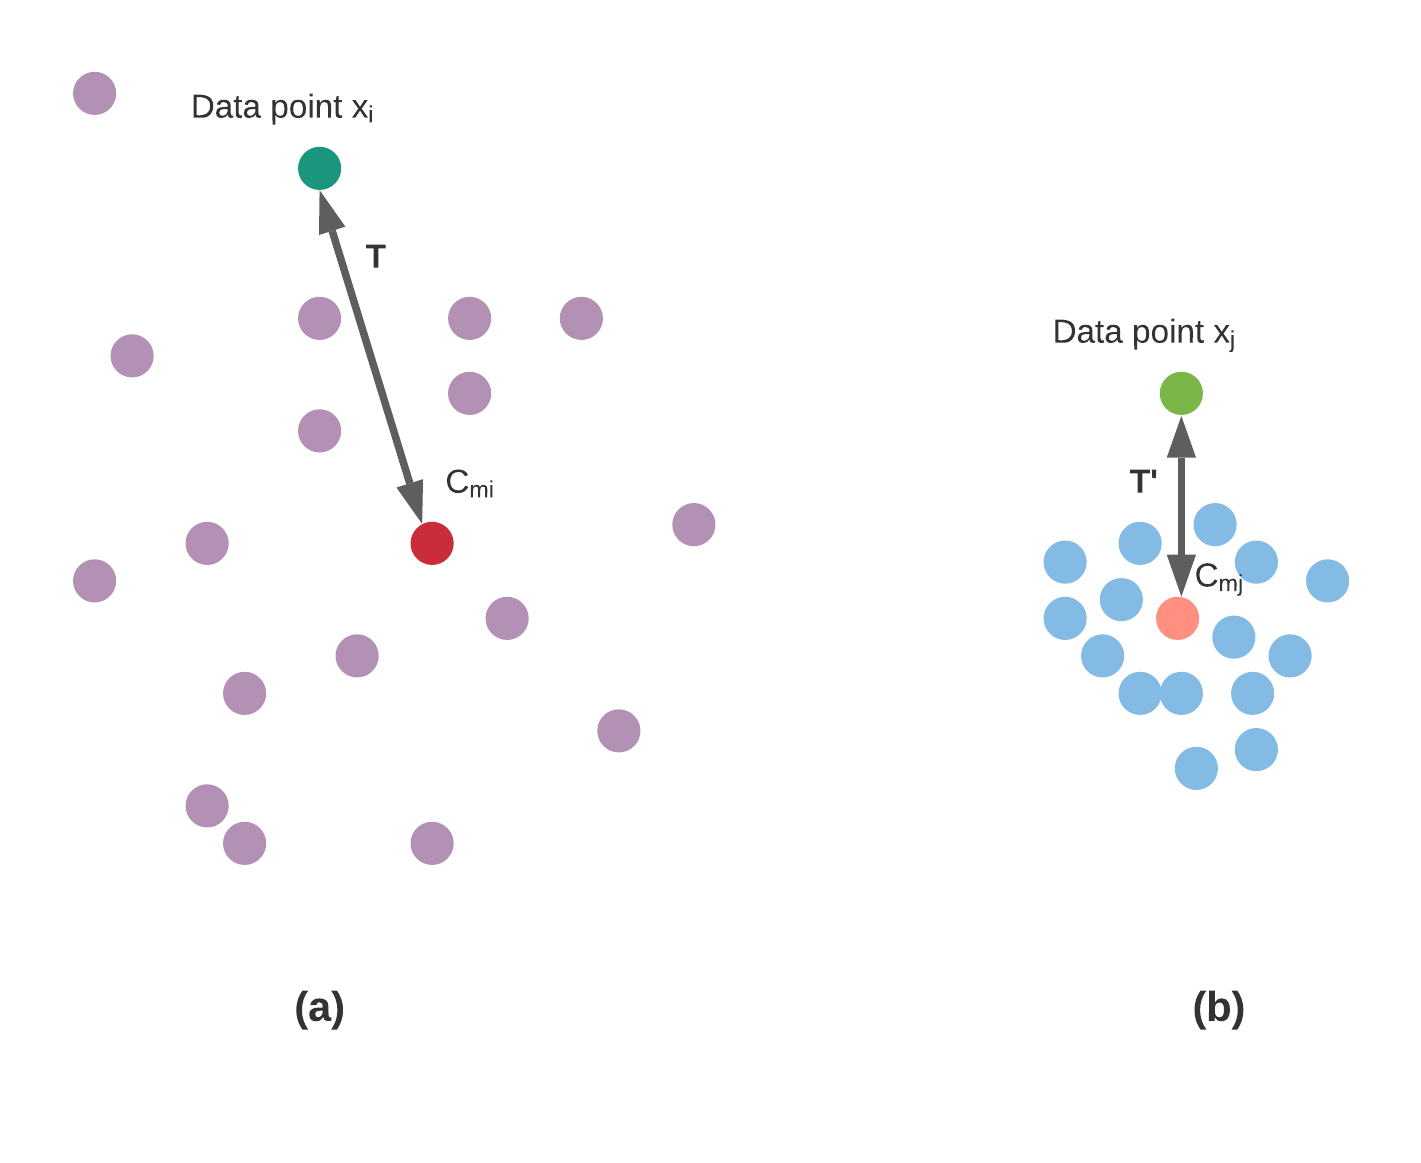 Data point xi
T
Cmi
Data point xj
T'
Cmj
(a)
(b)